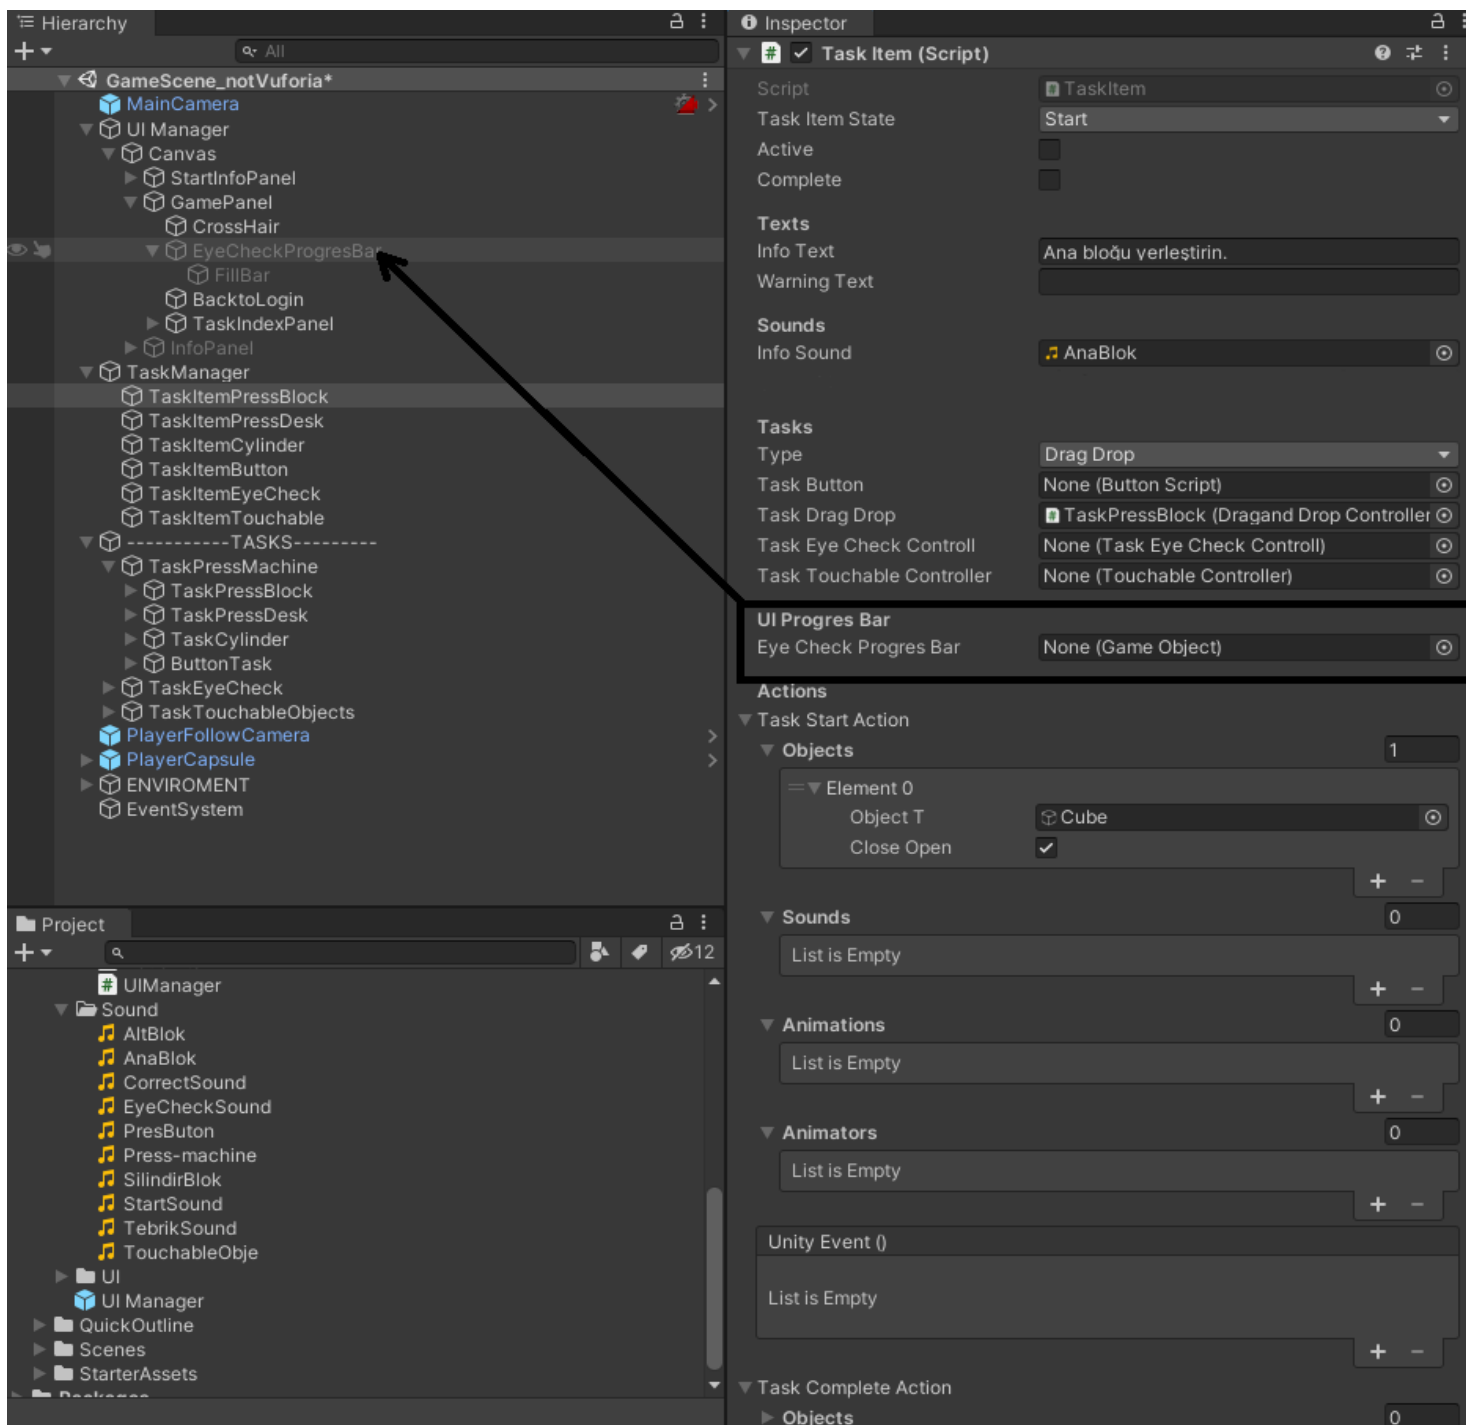 Hierarchy
All
GameScene_notVuforia*
MainCamera
UI Manager
Canvas
StartInfoPanel
GamePanel
CrossHair
EyeCheckProgresBar
FillBar
BacktoLogin
TaskIndexPanel
InfoPanel
TaskManager
TaskItemPressBlock
TaskItemPressDesk
TaskItemCylinder
TaskItemButton
TaskItemEyeCheck
TaskItemTouchable
-----------TASKS---------
TaskPressMachine
TaskPressBlock
TaskPressDesk
TaskCylinder
ButtonTask
TaskEyeCheck
TaskTouchableObjects
PlayerFollowCamera
PlayerCapsule
ENVIROMENT
EventSystem
Project
12
UIManager
Sound
AltBlok
AnaBlok
CorrectSound
EyeCheckSound
PresButon
Press-machine
SilindirBlok
StartSound
TebrikSound
TouchableObje
UI
UI Manager
QuickOutline
Scenes
StarterAssets
Packages
Inspector
Task Item (Script)
Script TaskItem
Task Item State Start
Active
Complete
Texts
Info Text Ana bloğu yerleştirin.
Warning Text
Sounds
Info Sound AnaBlok
Tasks
Type Drag Drop
Task Button None (Button Script)
Task Drag Drop TaskPressBlock (Dragand Drop Controller
Task Eye Check Controll None (Task Eye Check Controll)
Task Touchable Controller None (Touchable Controller)
UI Progres Bar
Eye Check Progres Bar None (Game Object)
Actions
Task Start Action
Objects 1
Element 0
Object T Cube
Close Open
+ −
Sounds 0
List is Empty
+ −
Animations 0
List is Empty
+ −
Animators 0
List is Empty
+ −
Unity Event ()
List is Empty
+ −
Task Complete Action
Objects 0